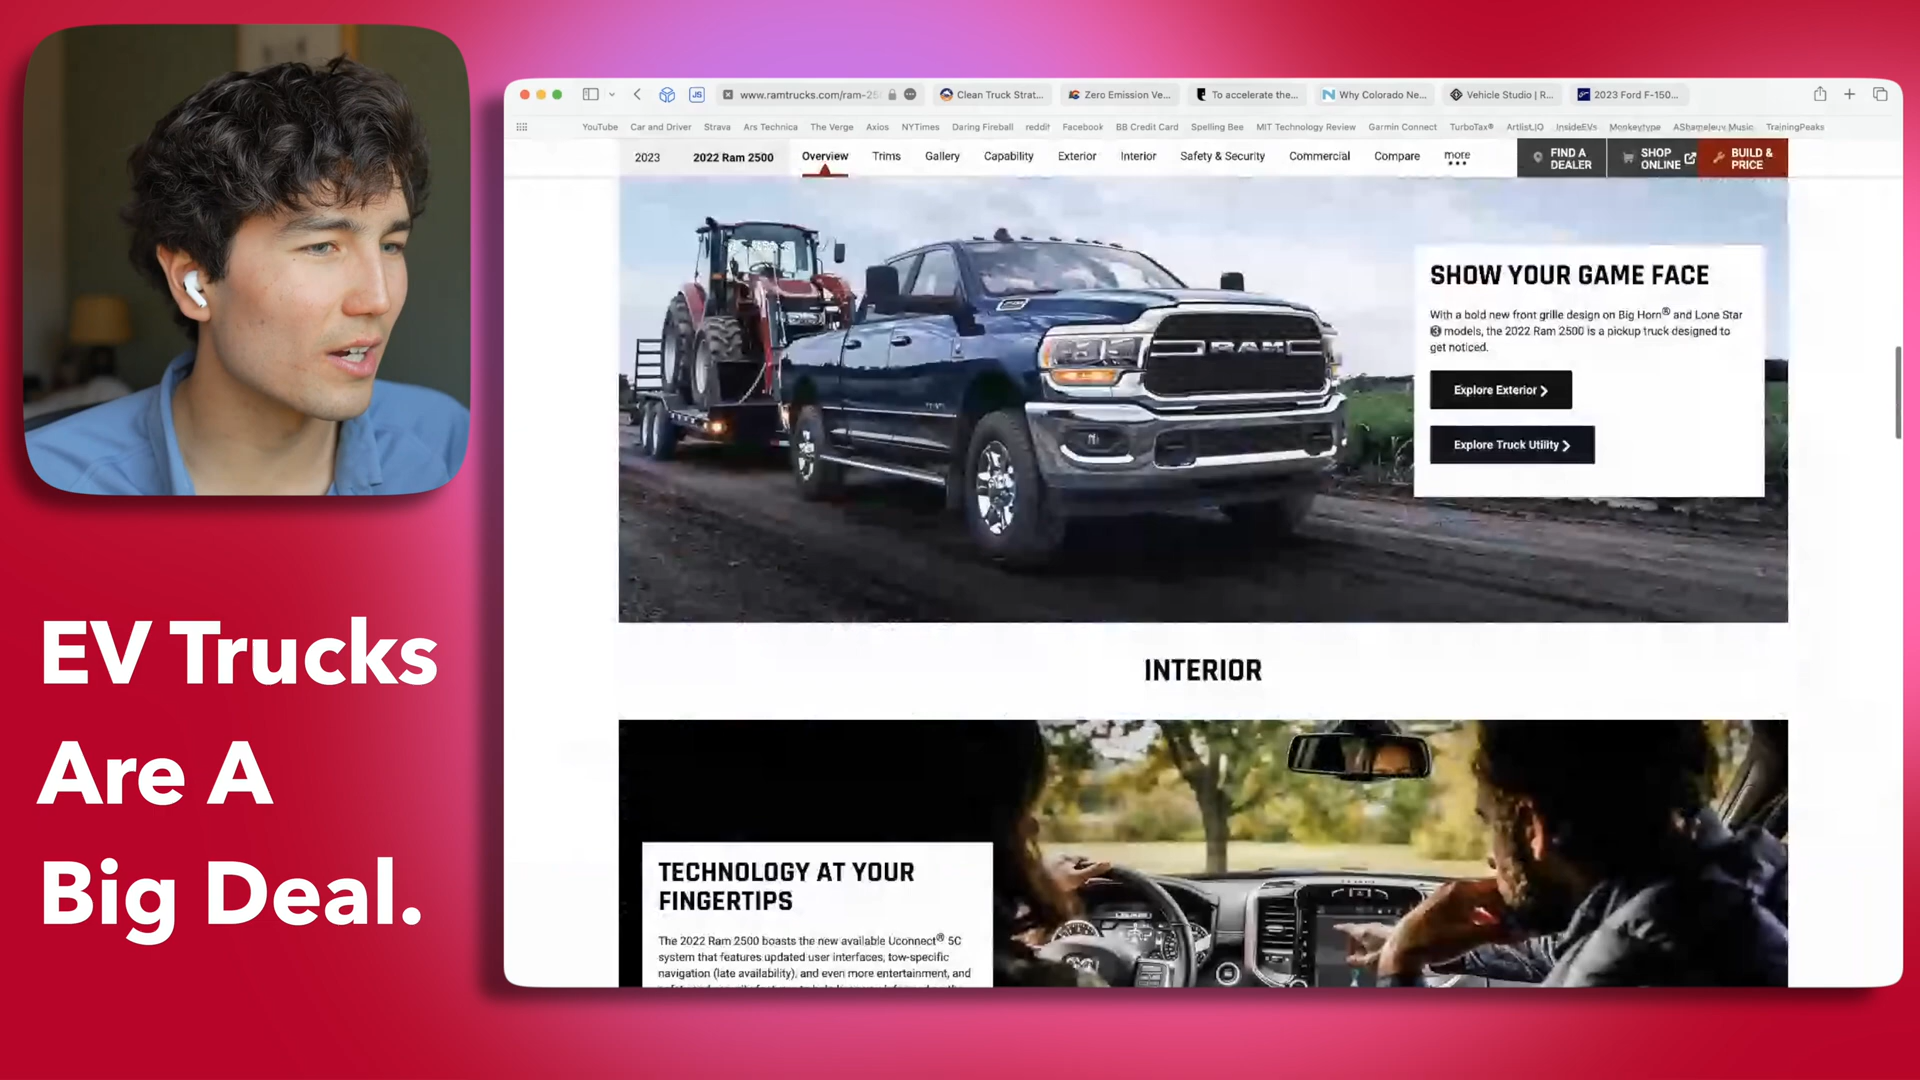 EV Trucks
Are A
Big Deal.
www.ramtrucks.com/ram-25
Clean Truck Strat...
Zero Emission Ve...
To accelerate the...
Why Colorado Ne...
Vehicle Studio | R...
2023 Ford F-150...
YouTube Car and Driver Strava Ars Technica The Verge Axios NYTimes Daring Fireball reddit Facebook BB Credit Card Spelling Bee MIT Technology Review Garmin Connect TurboTax® Artlist.IO InsideEVs Monkeytype AShamelouv Music TrainingPeaks
2023 2022 Ram 2500 Overview Trims Gallery Capability Exterior Interior Safety & Security Commercial Compare more
FIND A
DEALER
SHOP
ONLINE
BUILD &
PRICE
RAM
SHOW YOUR GAME FACE
With a bold new front grille design on Big Horn® and Lone Star
③ models, the 2022 Ram 2500 is a pickup truck designed to
get noticed.
Explore Exterior
Explore Truck Utility
INTERIOR
TECHNOLOGY AT YOUR
FINGERTIPS
The 2022 Ram 2500 boasts the new available Uconnect® 5C
system that features updated user interfaces, tow-specific
navigation (late availability), and even more entertainment, and